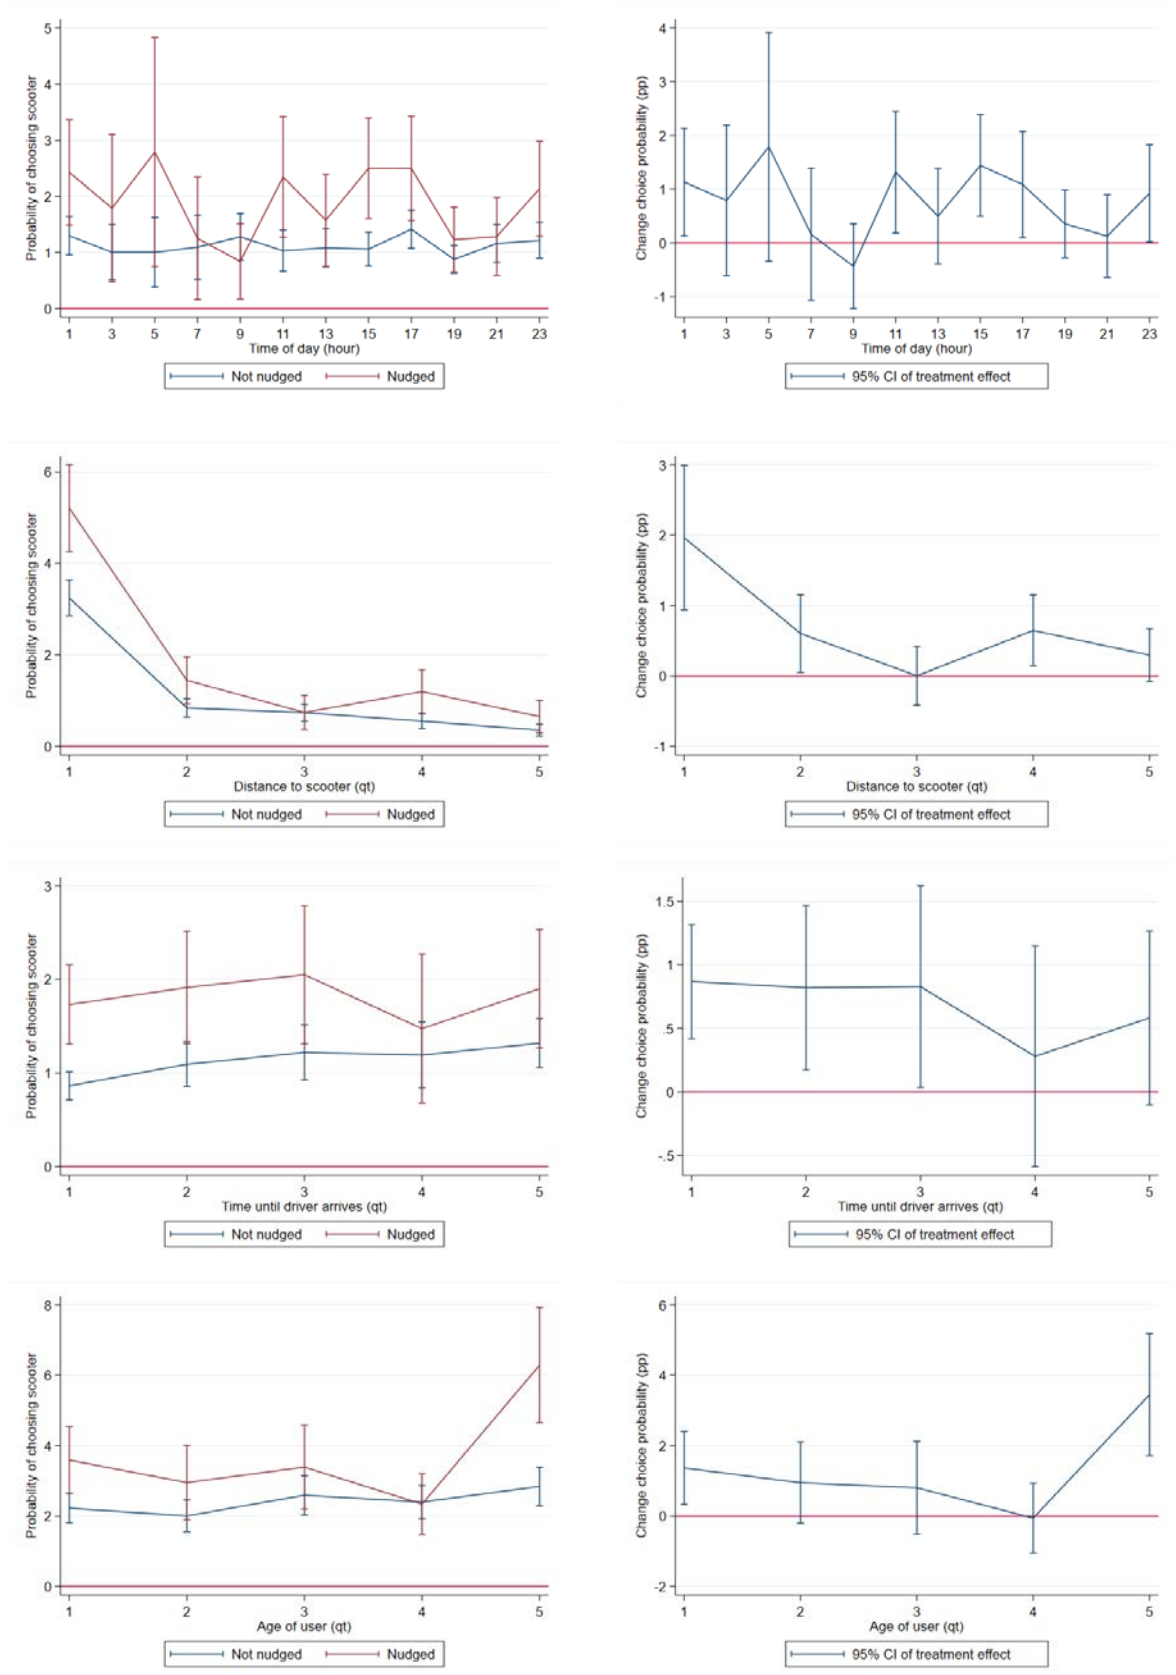 Probability of choosing scooter
5
4
3
2
1
0
1 3 5 7 9 11 13 15 17 19 21 23
Time of day (hour)
Not nudged Nudged
Change choice probability (pp)
4
3
2
1
0
-1
1 3 5 7 9 11 13 15 17 19 21 23
Time of day (hour)
95% CI of treatment effect
Probability of choosing scooter
6
4
2
0
1 2 3 4 5
Distance to scooter (qt)
Not nudged Nudged
Change choice probability (pp)
3
2
1
0
-1
1 2 3 4 5
Distance to scooter (qt)
95% CI of treatment effect
Probability of choosing scooter
3
2
1
0
1 2 3 4 5
Time until driver arrives (qt)
Not nudged Nudged
Change choice probability (pp)
1.5
1
.5
0
-.5
1 2 3 4 5
Time until driver arrives (qt)
95% CI of treatment effect
Probability of choosing scooter
8
6
4
2
0
1 2 3 4 5
Age of user (qt)
Not nudged Nudged
Change choice probability (pp)
6
4
2
0
-2
1 2 3 4 5
Age of user (qt)
95% CI of treatment effect